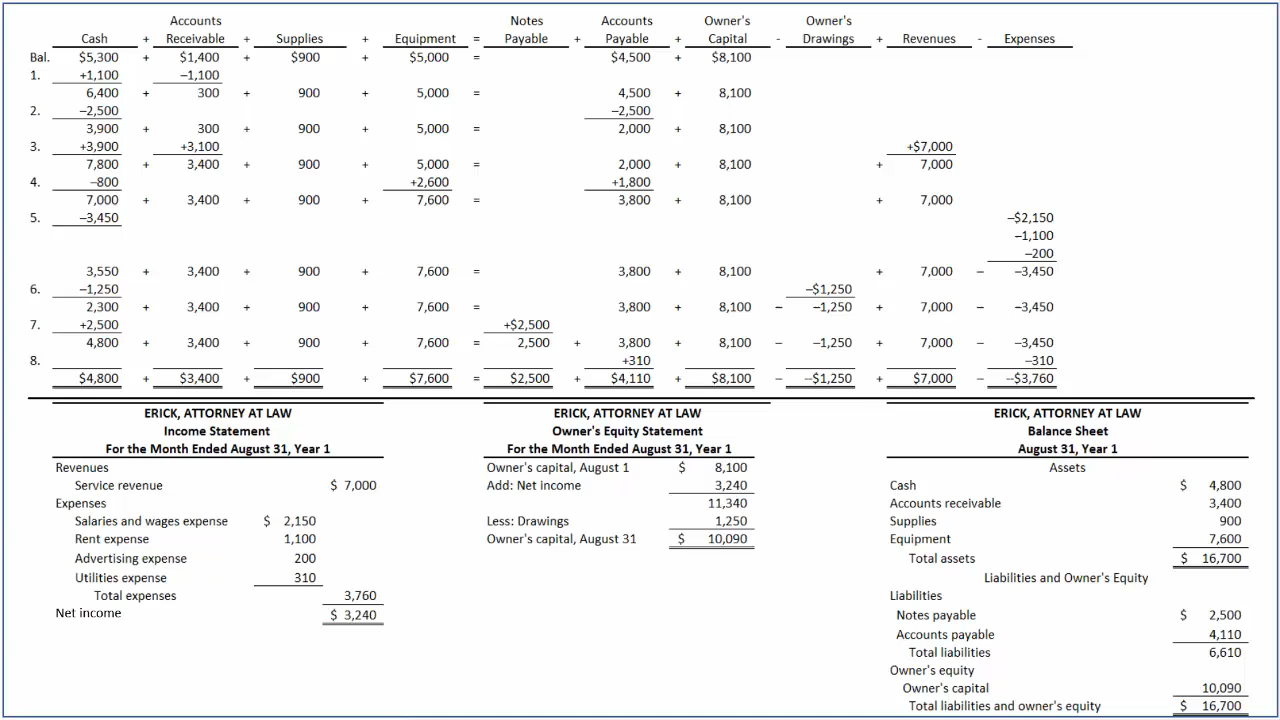 Accounts Notes Accounts Owner's Owner's
Cash + Receivable + Supplies + Equipment = Payable + Payable + Capital - Drawings + Revenues - Expenses
Bal. $5,300 + $1,400 + $900 + $5,000 = $4,500 + $8,100
1. +1,100 –1,100
6,400 + 300 + 900 + 5,000 = 4,500 + 8,100
2. –2,500 –2,500
3,900 + 300 + 900 + 5,000 = 2,000 + 8,100
3. +3,900 +3,100 +$7,000
7,800 + 3,400 + 900 + 5,000 = 2,000 + 8,100 + 7,000
4. –800 +2,600 +1,800
7,000 + 3,400 + 900 + 7,600 = 3,800 + 8,100 + 7,000
5. –3,450 –$2,150
–1,100
–200
3,550 + 3,400 + 900 + 7,600 = 3,800 + 8,100 + 7,000 – –3,450
6. –1,250 –$1,250
2,300 + 3,400 + 900 + 7,600 = 3,800 + 8,100 – –1,250 + 7,000 – –3,450
7. +2,500 +$2,500
4,800 + 3,400 + 900 + 7,600 = 2,500 + 3,800 + 8,100 – –1,250 + 7,000 – –3,450
8. +310 –310
$4,800 + $3,400 + $900 + $7,600 = $2,500 + $4,110 + $8,100 – –$1,250 + $7,000 – --$3,760
ERICK, ATTORNEY AT LAW
Income Statement
For the Month Ended August 31, Year 1
Revenues
Service revenue $ 7,000
Expenses
Salaries and wages expense $ 2,150
Rent expense 1,100
Advertising expense 200
Utilities expense 310
Total expenses 3,760
Net income $ 3,240
ERICK, ATTORNEY AT LAW
Owner's Equity Statement
For the Month Ended August 31, Year 1
Owner's capital, August 1 $ 8,100
Add: Net income 3,240
11,340
Less: Drawings 1,250
Owner's capital, August 31 $ 10,090
ERICK, ATTORNEY AT LAW
Balance Sheet
August 31, Year 1
Assets
Cash $ 4,800
Accounts receivable 3,400
Supplies 900
Equipment 7,600
Total assets $ 16,700
Liabilities and Owner's Equity
Liabilities
Notes payable $ 2,500
Accounts payable 4,110
Total liabilities 6,610
Owner's equity
Owner's capital 10,090
Total liabilities and owner's equity $ 16,700